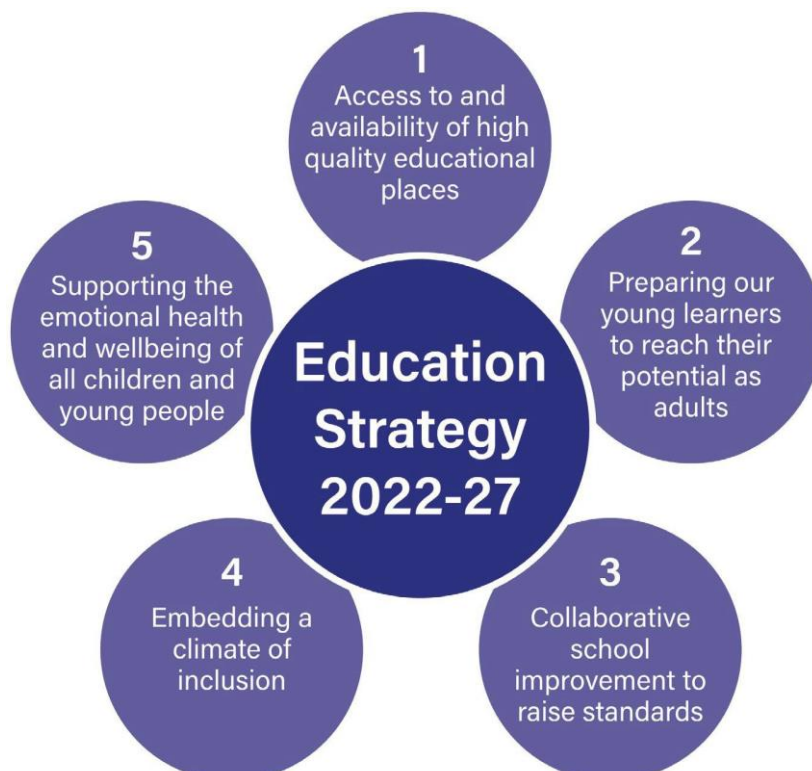 1
Access to and
availability of high
quality educational
places
2
Preparing our
young learners
to reach their
potential as
adults
3
Collaborative
school
improvement to
raise standards
4
Embedding a
climate of
inclusion
5
Supporting the
emotional health
and wellbeing of
all children and
young people
Education
Strategy
2022-27